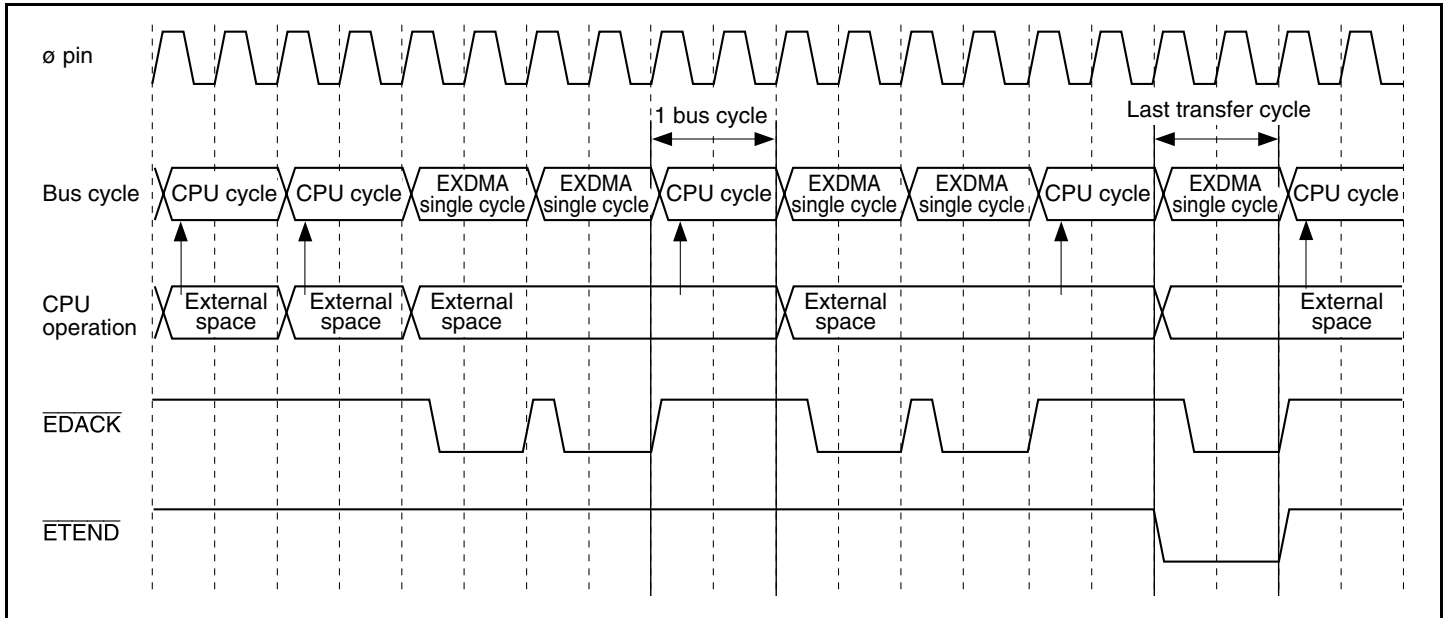 ø pin
1 bus cycle
Last transfer cycle
Bus cycle
CPU cycle
CPU cycle
EXDMA
single cycle
EXDMA
single cycle
CPU cycle
EXDMA
single cycle
EXDMA
single cycle
CPU cycle
EXDMA
single cycle
CPU cycle
CPU
operation
External
space
External
space
External
space
External
space
External
space
EDACK
ETEND